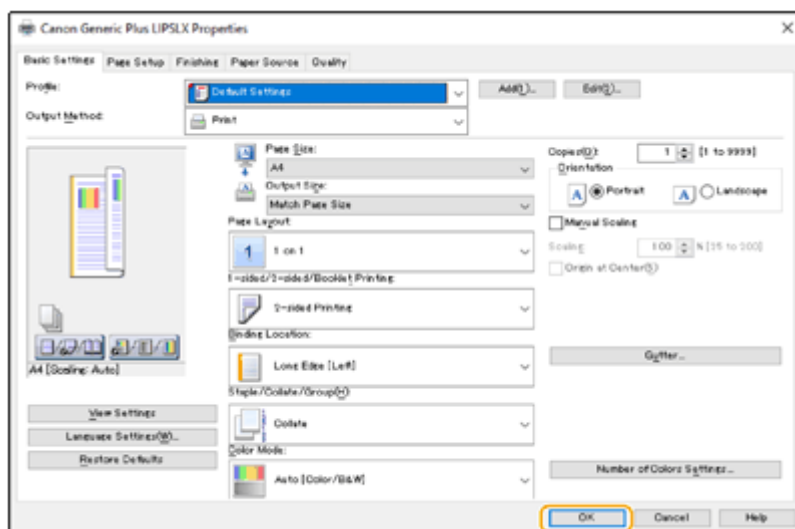 Canon Generic Plus LIPSLX Properties
Basic Settings Page Setup Finishing Paper Source Quality
Profile: Default Settings Add(1)... Edit(2)...
Output Method: Print
Page Size:
A4
Output Size:
Match Page Size
Copies(Q): 1 [1 to 9999]
Orientation
A Portrait A Landscape
Page Layout:
1 1 on 1
Manual Scaling
Scaling: 100 % [25 to 200]
Origin at Center(5)
1-sided/2-sided/Booklet Printing:
2-sided Printing
Binding Location:
Long Edge [Left]
Gutter...
A4 [Scaling: Auto]
Staple/Collate/Group(H)
Collate
View Settings
Language Settings(W)...
Restore Defaults
Color Mode:
Auto [Color/B&W]
Number of Colors Settings...
OK Cancel Help